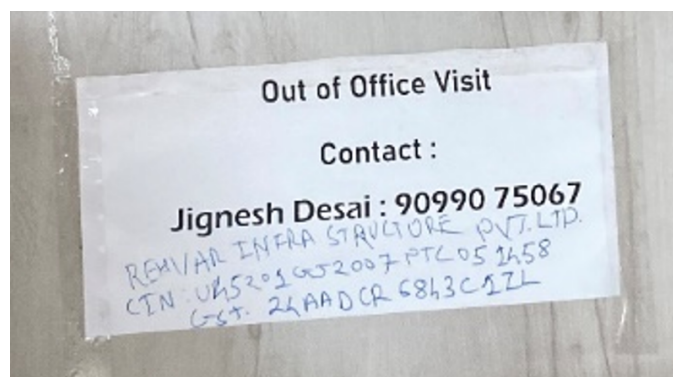 Out of Office Visit
Contact :
Jignesh Desai : 90990 75067
REHVAR INFRA STRUCTURE PVT. LTD.
CIN: U45201GJ2007PTC051458
GST. 24AADCR6843C1ZL